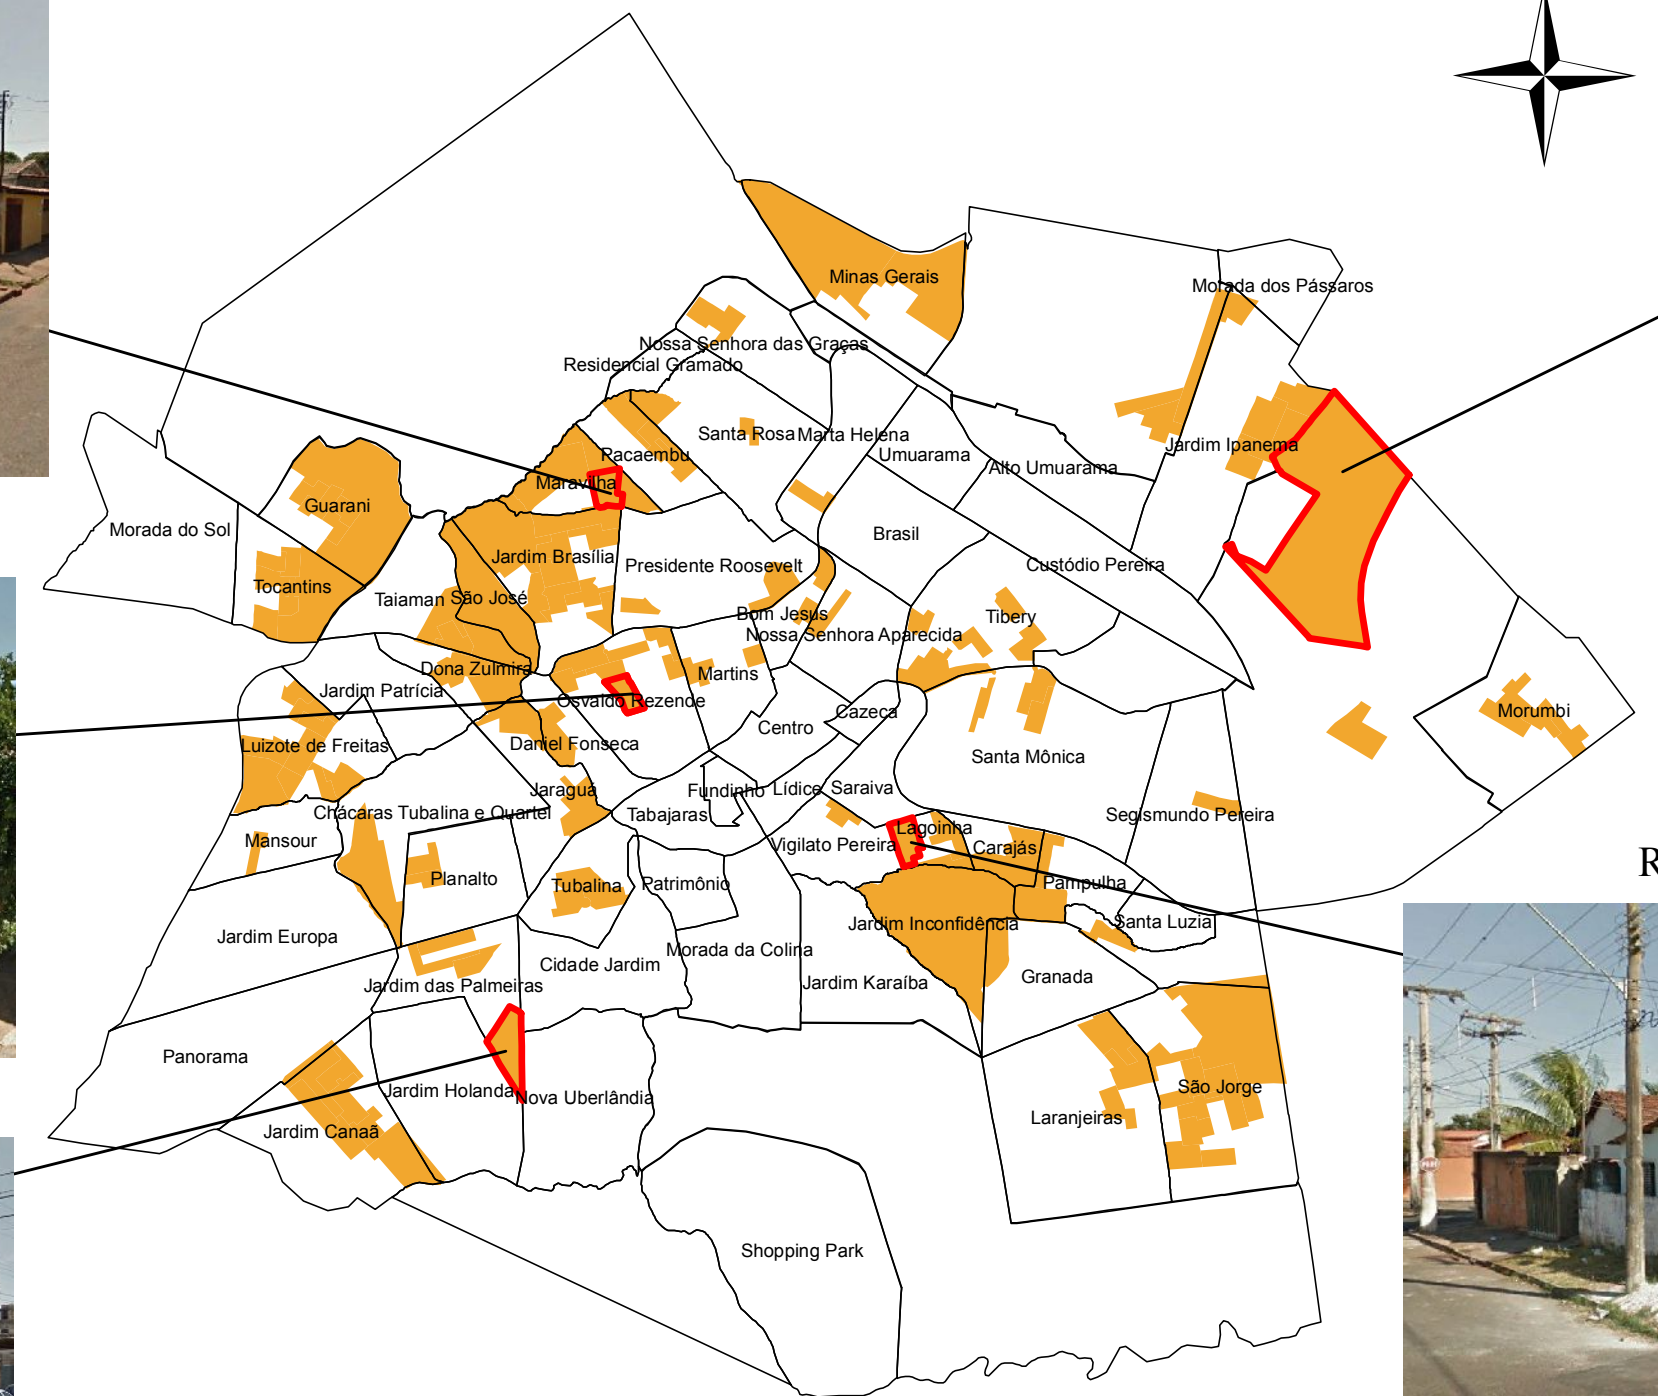 Minas Gerais
Morada dos Pássaros
Nossa Senhora das Graças
Residencial Gramado
Santa Rosa
Marta Helena
Jardim Ipanema
Pacaembu
Umuarama
Alto Umuarama
Maravilha
Guarani
Morada do Sol
Brasil
Jardim Brasília
Presidente Roosevelt
Custódio Pereira
Tocantins
Taiaman
São José
Bom Jesus
Tibery
Nossa Senhora Aparecida
Dona Zulmira
Martins
Jardim Patrícia
Osvaldo Rezende
Cazeca
Morumbi
Centro
Luizote de Freitas
Daniel Fonseca
Santa Mônica
Jaraguá
Fundinho
Lídice
Saraiva
Chácaras Tubalina e Quartel
Tabajaras
Segismundo Pereira
Lagoinha
Mansour
Vigilato Pereira
Carajás
R
Planalto
Tubalina
Patrimônio
Pampulha
Jardim Inconfidência
Santa Luzia
Jardim Europa
Morada da Colina
Cidade Jardim
Granada
Jardim das Palmeiras
Jardim Karaíba
Panorama
Jardim Holanda
Nova Uberlândia
São Jorge
Laranjeiras
Jardim Canaã
Shopping Park